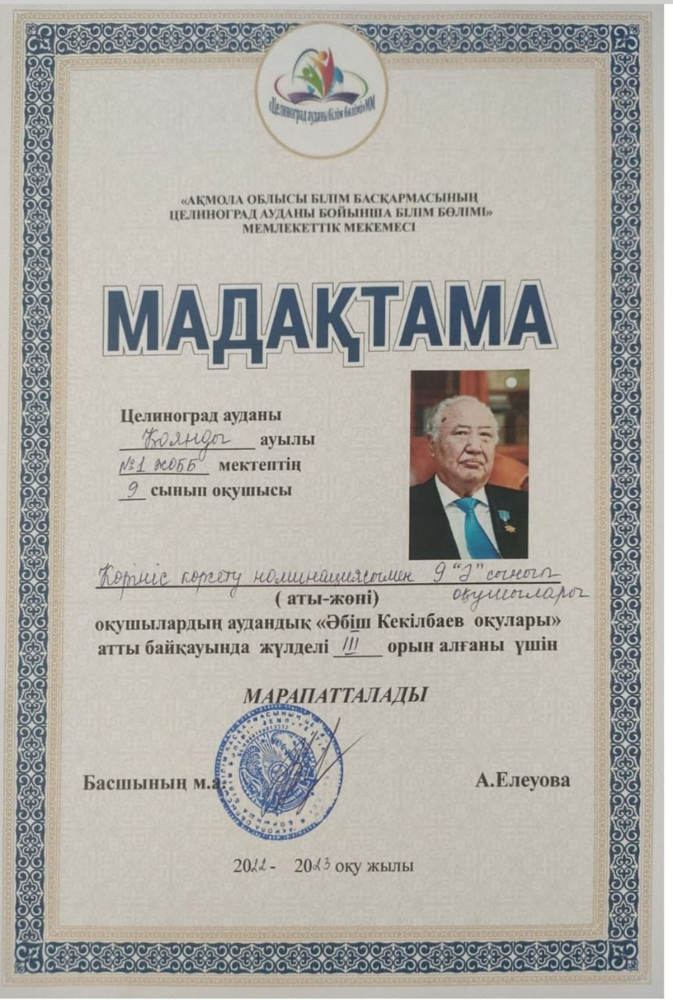 «Целиноград ауданы білім бөлімі» ММ
«АҚМОЛА ОБЛЫСЫ БІЛІМ БАСҚАРМАСЫНЫҢ
ЦЕЛИНОГРАД АУДАНЫ БОЙЫНША БІЛІМ БӨЛІМІ»
МЕМЛЕКЕТТІК МЕКЕМЕСІ
МАДАҚТАМА
Целиноград ауданы
Қоянды ауылы
№1 ЖОББ мектептің
9 сынып оқушысы
Көрініс көрсету номинациясымен 9 "Ә" сыныбы
оқушылары
( аты-жөні)
оқушылардың аудандық «Әбіш Кекілбаев оқулары»
атты байқауында жүлделі III орын алғаны үшін
МАРАПАТТАЛАДЫ
Басшының м.а. А.Елеуова
2022- 2023 оқу жылы